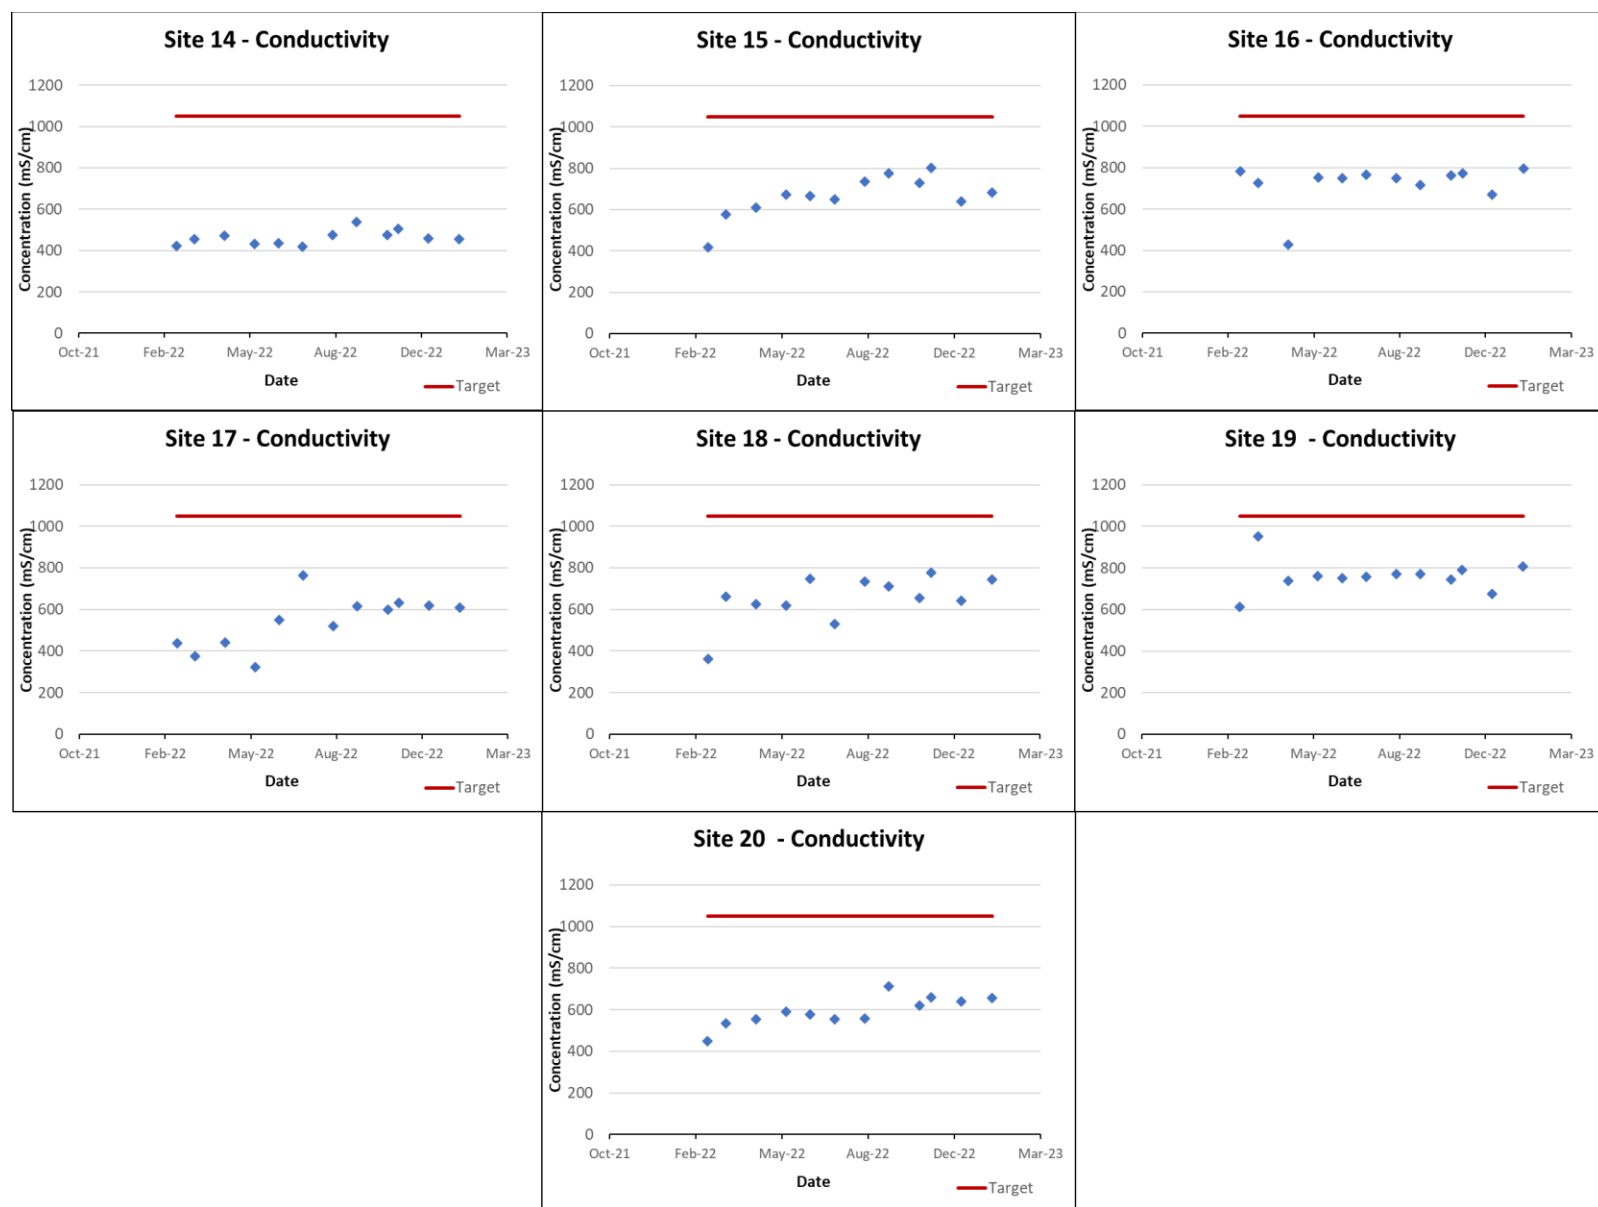 Site 14 - Conductivity
Concentration (mS/cm)
1200
1000
800
600
400
200
0
Oct-21 Feb-22 May-22 Aug-22 Dec-22 Mar-23
Date
Target
Site 15 - Conductivity
Concentration (mS/cm)
1200
1000
800
600
400
200
0
Oct-21 Feb-22 May-22 Aug-22 Dec-22 Mar-23
Date
Target
Site 16 - Conductivity
Concentration (mS/cm)
1200
1000
800
600
400
200
0
Oct-21 Feb-22 May-22 Aug-22 Dec-22 Mar-23
Date
Target
Site 17 - Conductivity
Concentration (mS/cm)
1200
1000
800
600
400
200
0
Oct-21 Feb-22 May-22 Aug-22 Dec-22 Mar-23
Date
Target
Site 18 - Conductivity
Concentration (mS/cm)
1200
1000
800
600
400
200
0
Oct-21 Feb-22 May-22 Aug-22 Dec-22 Mar-23
Date
Target
Site 19  - Conductivity
Concentration (mS/cm)
1200
1000
800
600
400
200
0
Oct-21 Feb-22 May-22 Aug-22 Dec-22 Mar-23
Date
Target
Site 20  - Conductivity
Concentration (mS/cm)
1200
1000
800
600
400
200
0
Oct-21 Feb-22 May-22 Aug-22 Dec-22 Mar-23
Date
Target